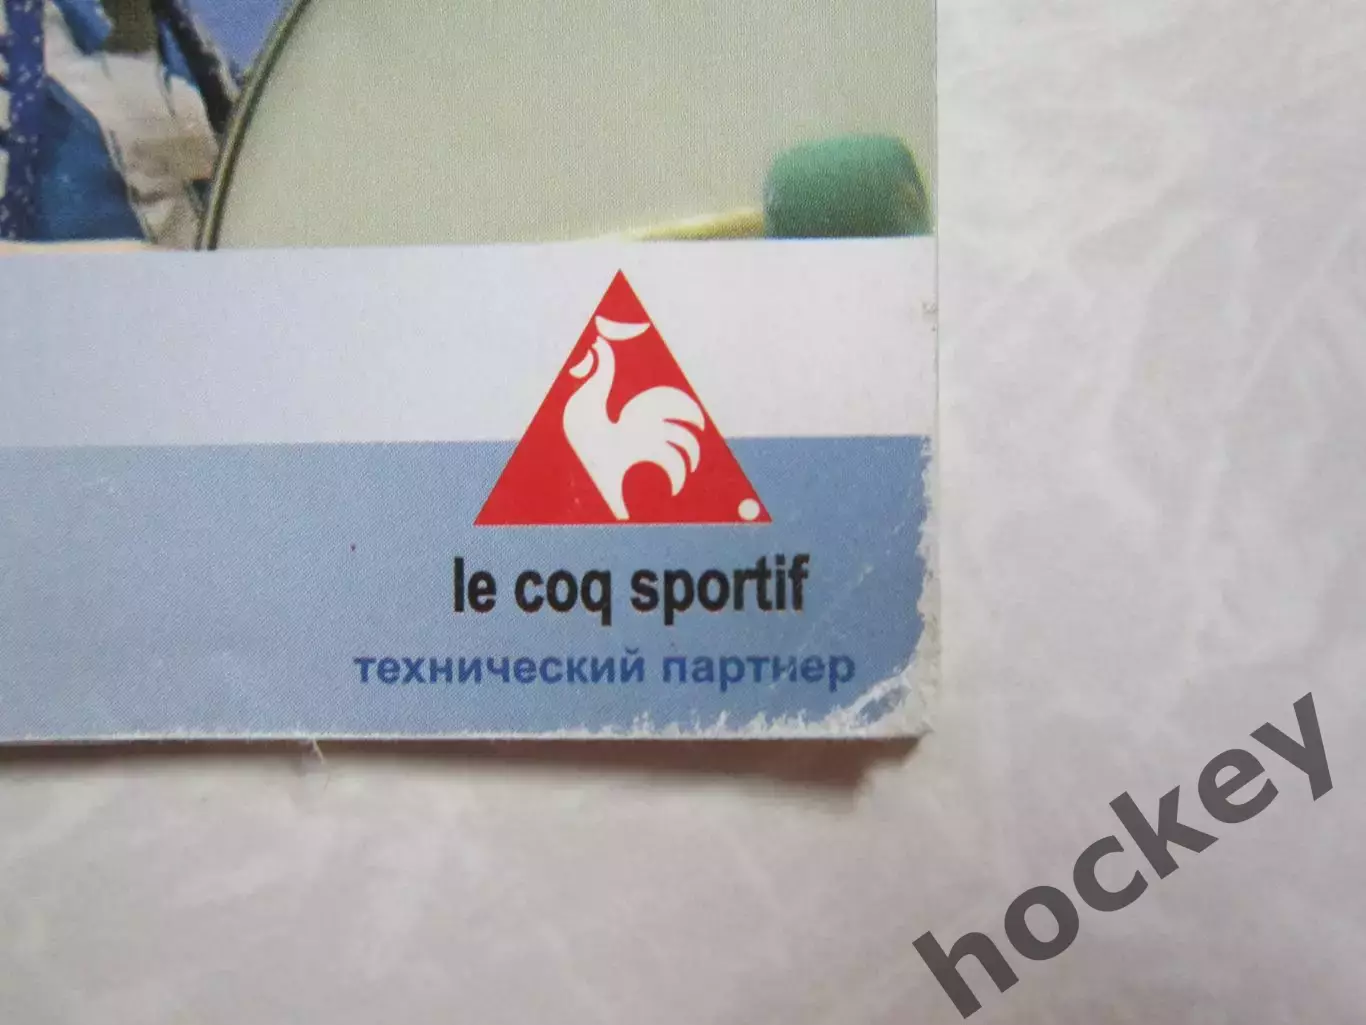 le coq sportif
технический партнер
hockey